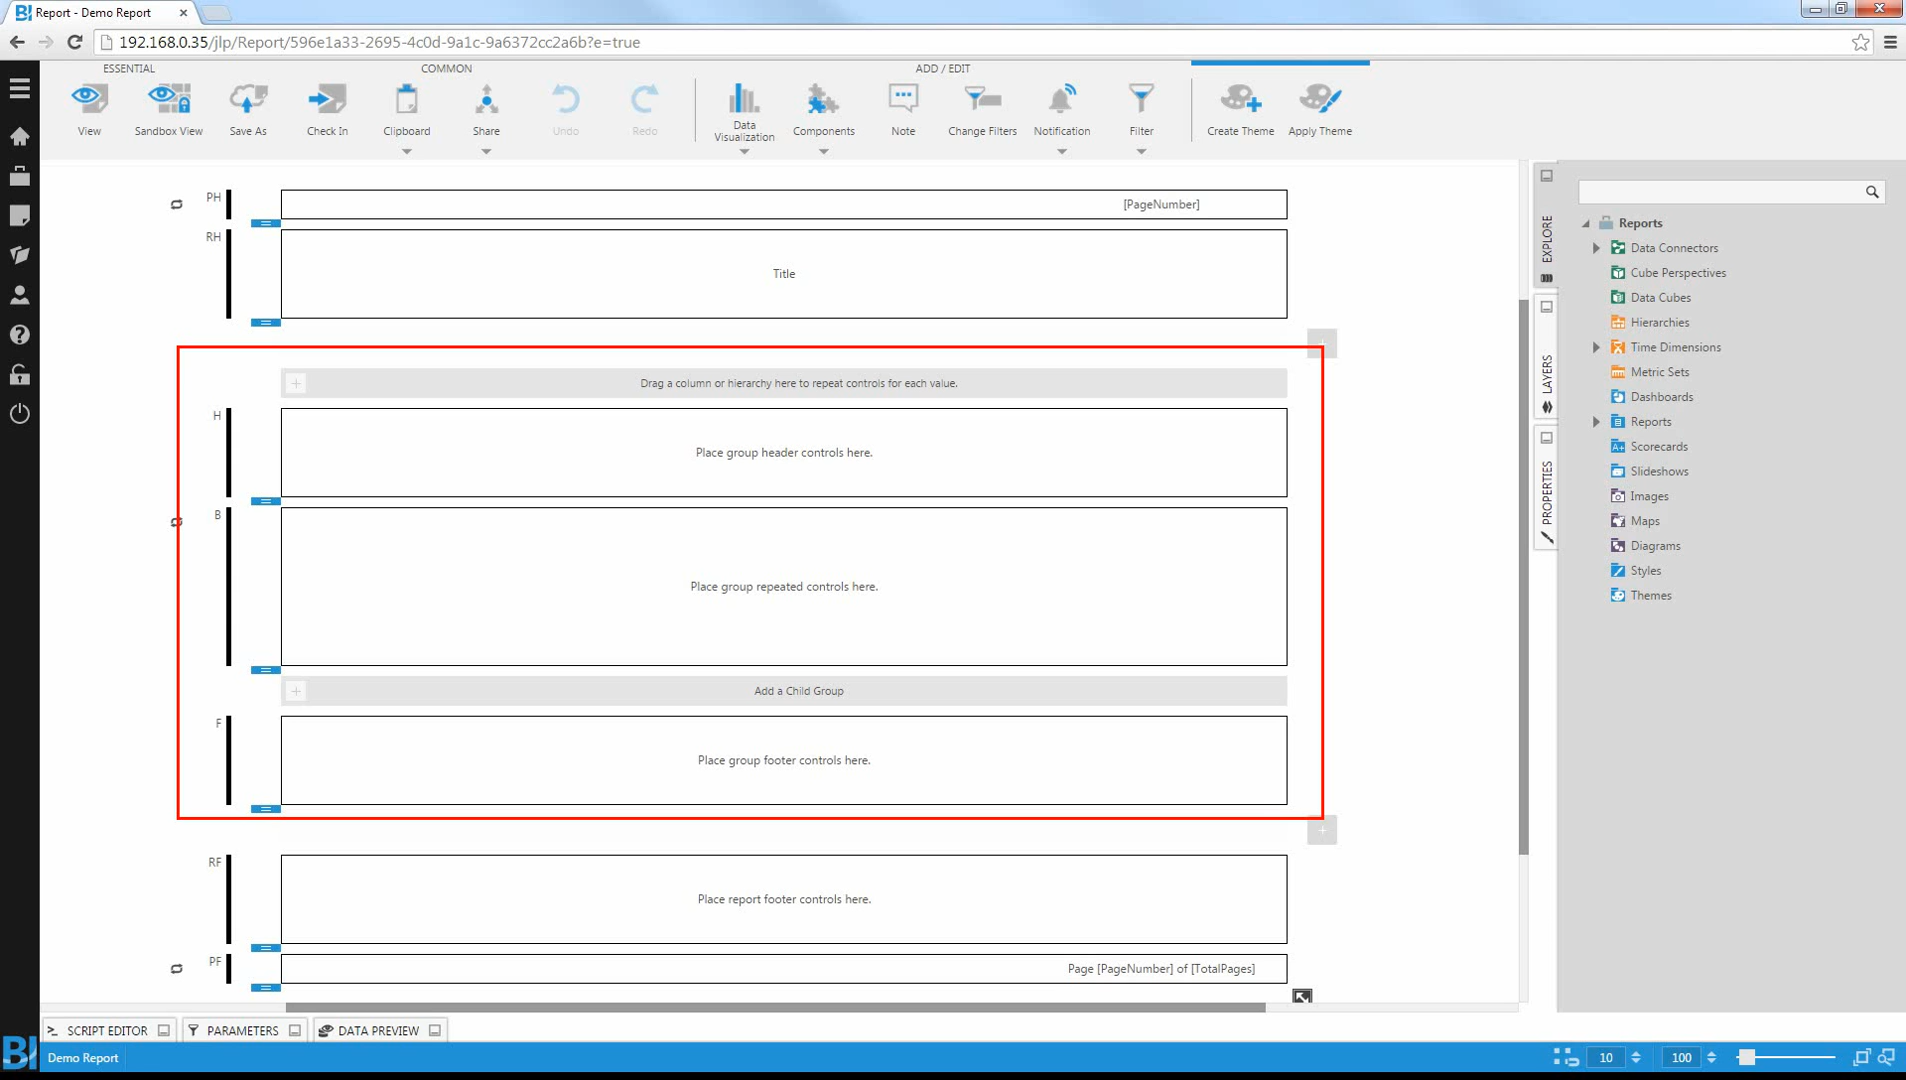 Report - Demo Report
192.168.0.35/jlp/Report/596e1a33-2695-4c0d-9a1c-9a6372cc2a6b?e=true
ESSENTIAL COMMON ADD / EDIT
View Sandbox View Save As Check In Clipboard Share Undo Redo Data Visualization Components Note Change Filters Notification Filter Create Theme Apply Theme
PH [PageNumber]
RH
Title
Drag a column or hierarchy here to repeat controls for each value.
H
Place group header controls here.
B
Place group repeated controls here.
Add a Child Group
F
Place group footer controls here.
RF
Place report footer controls here.
PF Page [PageNumber] of [TotalPages]
EXPLORE
LAYERS
PROPERTIES
Reports
Data Connectors
Cube Perspectives
Data Cubes
Hierarchies
Time Dimensions
Metric Sets
Dashboards
Reports
Scorecards
Slideshows
Images
Maps
Diagrams
Styles
Themes
SCRIPT EDITOR PARAMETERS DATA PREVIEW
BI Demo Report 10 100